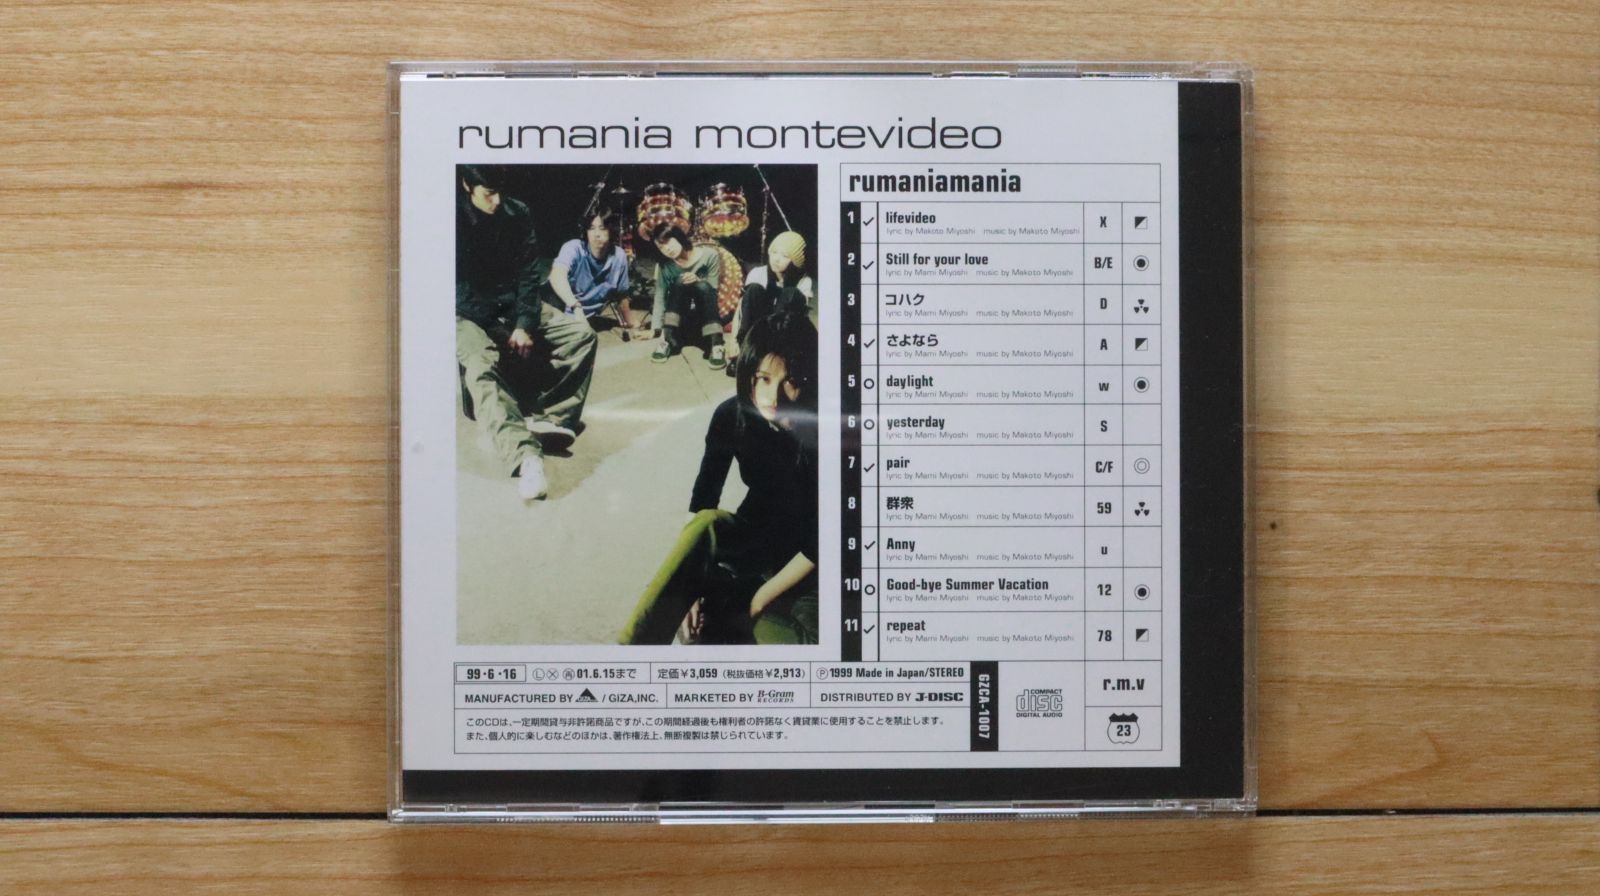 rumania montevideo
rumaniamania
1 lifevideo X
lyric by Makoto Miyoshi music by Makoto Miyoshi
2 Still for your love B/E
lyric by Mami Miyoshi music by Makoto Miyoshi
3 コハク D
lyric by Mami Miyoshi music by Makoto Miyoshi
4 さよなら A
lyric by Mami Miyoshi music by Makoto Miyoshi
5 daylight w
lyric by Mami Miyoshi music by Makoto Miyoshi
6 yesterday S
lyric by Mami Miyoshi music by Makoto Miyoshi
7 pair C/F
lyric by Mami Miyoshi music by Makoto Miyoshi
8 群衆 59
lyric by Mami Miyoshi music by Makoto Miyoshi
9 Anny u
lyric by Mami Miyoshi music by Makoto Miyoshi
10 Good-bye Summer Vacation 12
lyric by Mami Miyoshi music by Makoto Miyoshi
11 repeat 78
lyric by Mami Miyoshi music by Makoto Miyoshi
99・6・16 Ⓛ 01.6.15まで 定価¥3,059 (税抜価格¥2,913) Ⓟ1999 Made in Japan/STEREO
MANUFACTURED BY GIZA / GIZA,INC. MARKETED BY B-Gram RECORDS DISTRIBUTED BY J-DISC
このCDは、一定期間貸与非許諾商品ですが、この期間経過後も権利者の許諾なく賃貸業に使用することを禁止します。
また、個人的に楽しむなどのほかは、著作権法上、無断複製は禁じられています。
GZCA-1007
COMPACT
disc
DIGITAL AUDIO
r.m.v
23